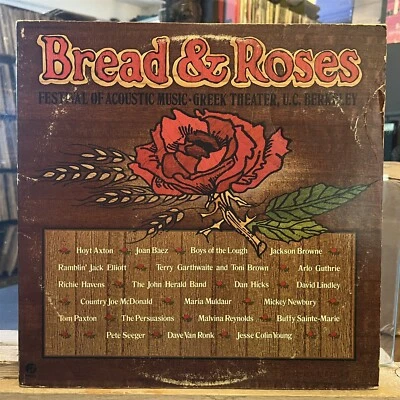 Bread & Roses
FESTIVAL OF ACOUSTIC MUSIC·GREEK THEATER, U.C. BERKELEY
Hoyt Axton Joan Baez Boys of the Lough Jackson Browne
Ramblin' Jack Elliott Terry Garthwaite and Toni Brown Arlo Guthrie
Richie Havens The John Herald Band Dan Hicks David Lindley
Country Joe McDonald Maria Muldaur Mickey Newbury
Tom Paxton The Persuasions Malvina Reynolds Buffy Sainte-Marie
Pete Seeger Dave Van Ronk Jesse Colin Young